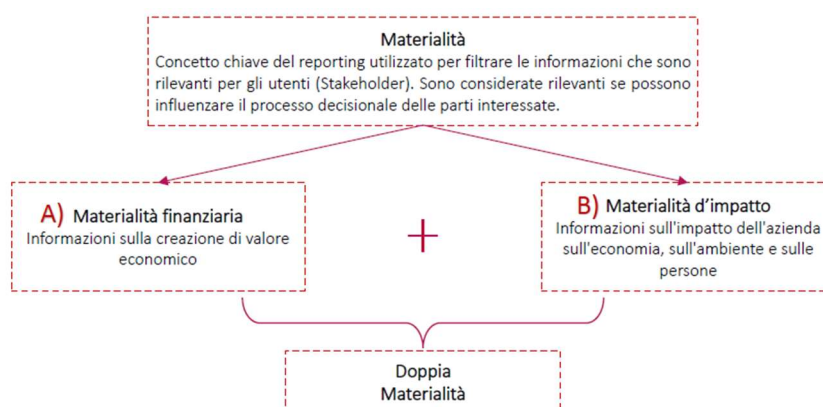 Materialità
Concetto chiave del reporting utilizzato per filtrare le informazioni che sono
rilevanti per gli utenti (Stakeholder). Sono considerate rilevanti se possono
influenzare il processo decisionale delle parti interessate.
A) Materialità finanziaria
Informazioni sulla creazione di valore
economico
+
B) Materialità d'impatto
Informazioni sull'impatto dell'azienda
sull'economia, sull'ambiente e sulle
persone
Doppia
Materialità